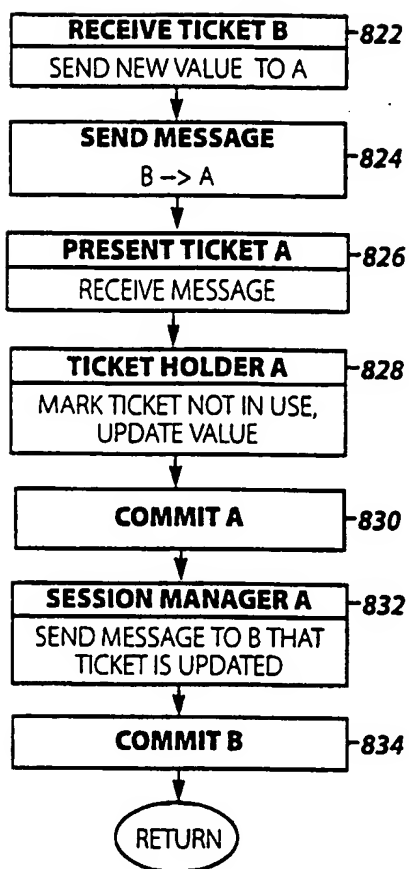 RECEIVE TICKET B
822
SEND NEW VALUE TO A
SEND MESSAGE
824
B --> A
PRESENT TICKET A
826
RECEIVE MESSAGE
TICKET HOLDER A
828
MARK TICKET NOT IN USE,
UPDATE VALUE
COMMIT A
830
SESSION MANAGER A
832
SEND MESSAGE TO B THAT
TICKET IS UPDATED
COMMIT B
834
RETURN